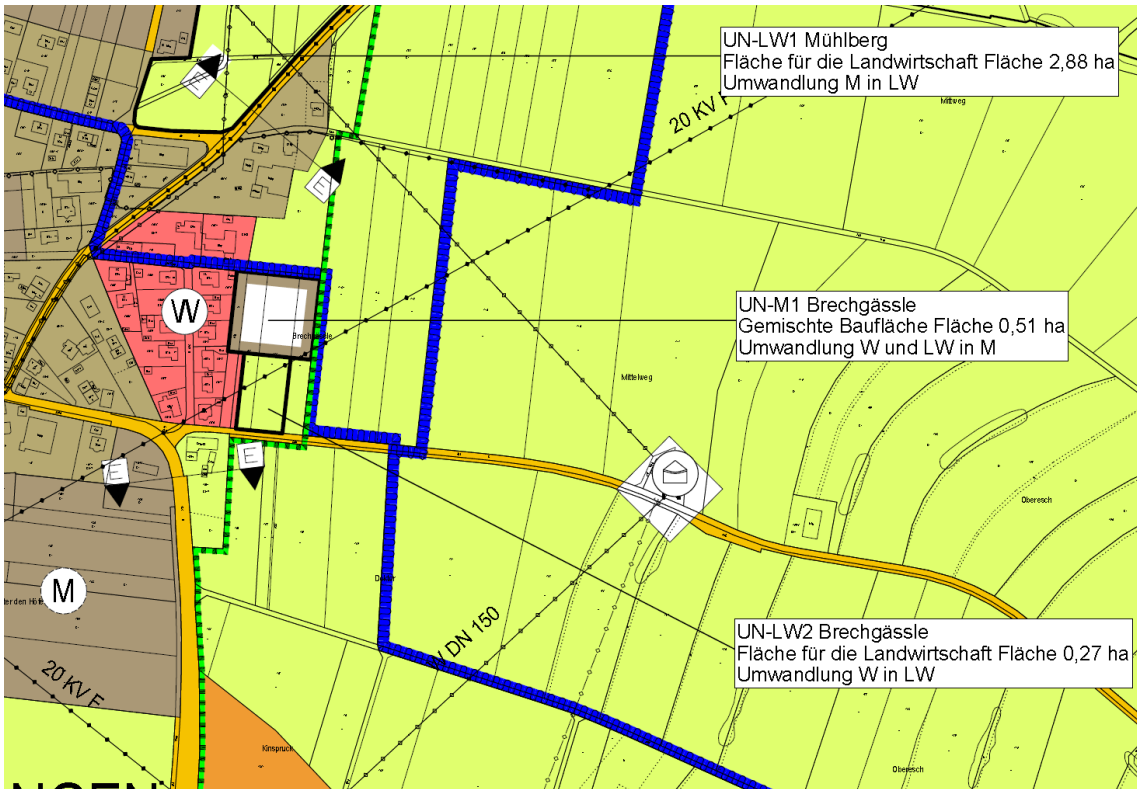 UN-LW1 Mühlberg
Fläche für die Landwirtschaft Fläche 2,88 ha
Umwandlung M in LW
Mittweg
20 KV F
E
E
UN-M1 Brechgässle
Gemischte Baufläche Fläche 0,51 ha
Umwandlung W und LW in M
W
Mittelweg
E
E
Oberesch
M
DN 150
UN-LW2 Brechgässle
Fläche für die Landwirtschaft Fläche 0,27 ha
Umwandlung W in LW
20 KV F
Kinspruck
Oberesch
NGEN